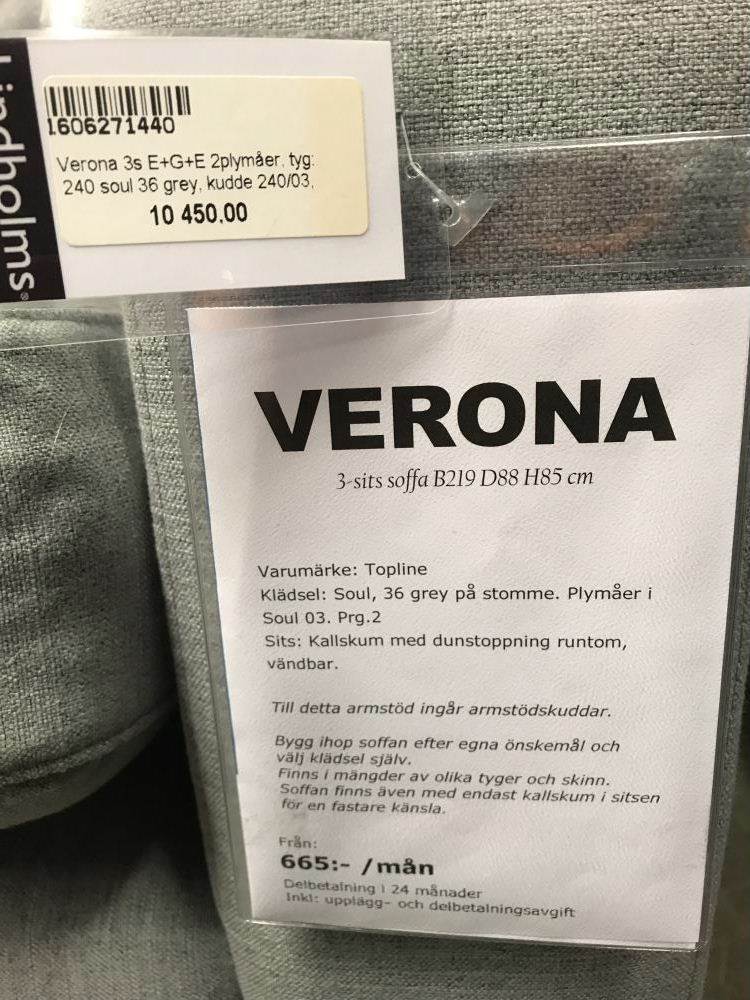 Lindholms
1606271440
Verona 3s E+G+E 2plymåer, tyg:
240 soul 36 grey, kudde 240/03,
10 450,00
VERONA
3-sits soffa B219 D88 H85 cm
Varumärke: Topline
Klädsel: Soul, 36 grey på stomme. Plymåer i
Soul 03. Prg.2
Sits: Kallskum med dunstoppning runtom,
vändbar.
Till detta armstöd ingår armstödskuddar.
Bygg ihop soffan efter egna önskemål och
välj klädsel själv.
Finns i mängder av olika tyger och skinn.
Soffan finns även med endast kallskum i sitsen
för en fastare känsla.
Från:
665:- /mån
Delbetalning i 24 månader
Inkl: upplägg- och delbetalningsavgift